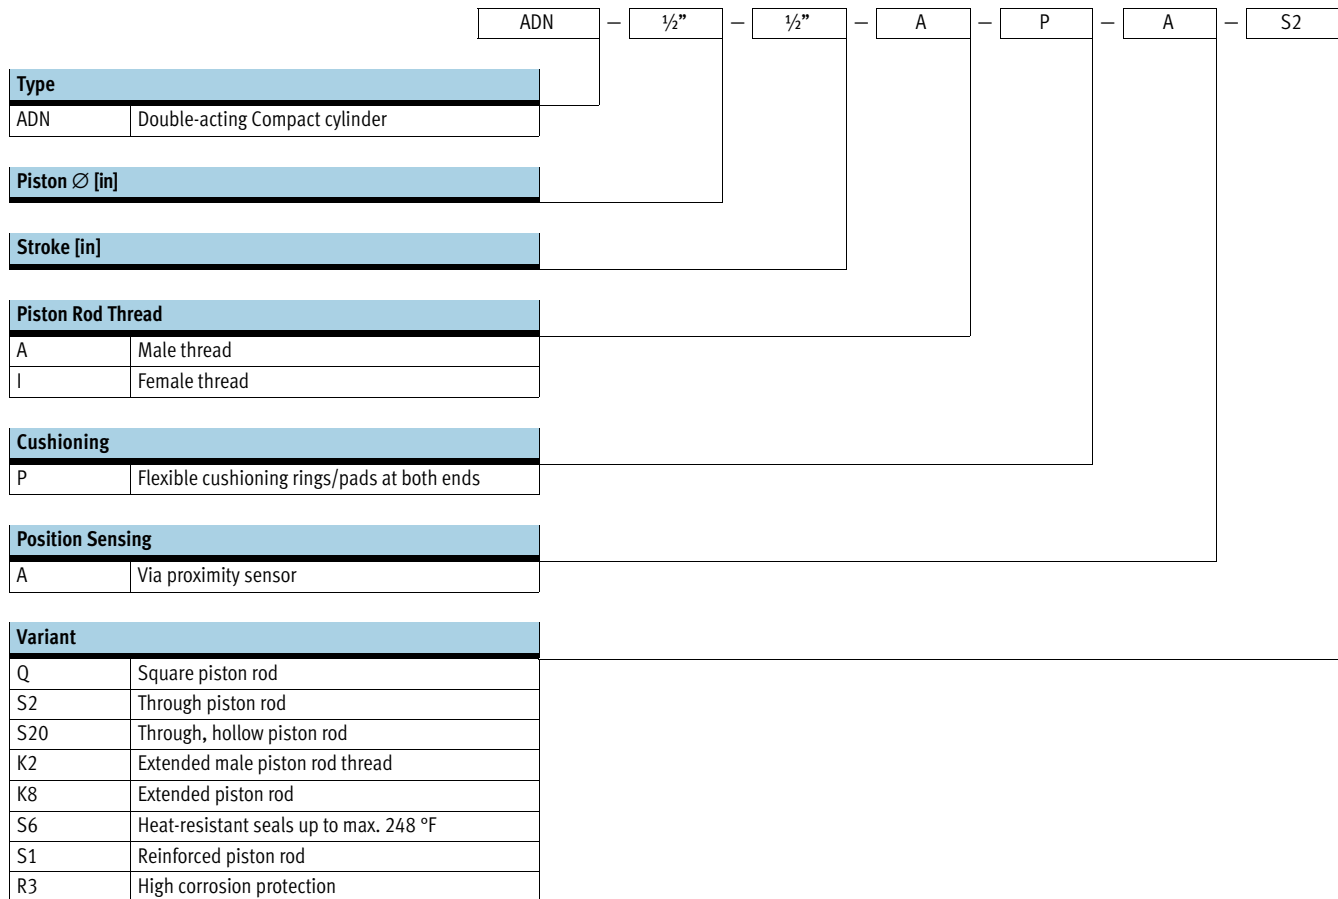 ADN – ½” – ½” – A – P – A – S2
Type
ADN Double-acting Compact cylinder
Piston ∅ [in]
Stroke [in]
Piston Rod Thread
A Male thread
I Female thread
Cushioning
P Flexible cushioning rings/pads at both ends
Position Sensing
A Via proximity sensor
Variant
Q Square piston rod
S2 Through piston rod
S20 Through, hollow piston rod
K2 Extended male piston rod thread
K8 Extended piston rod
S6 Heat-resistant seals up to max. 248 °F
S1 Reinforced piston rod
R3 High corrosion protection